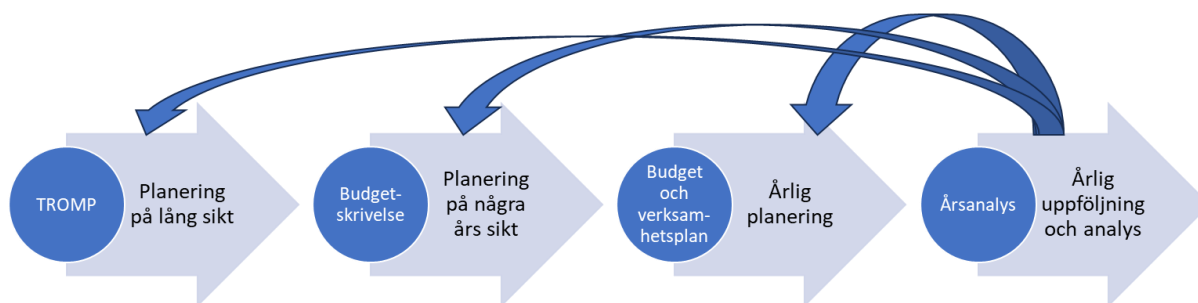 TROMP
Planering
på lång sikt
Budget-
skrivelse
Planering
på några
års sikt
Budget
och
verksam-
hetsplan
Årlig
planering
Årsanalys
Årlig
uppföljning
och analys